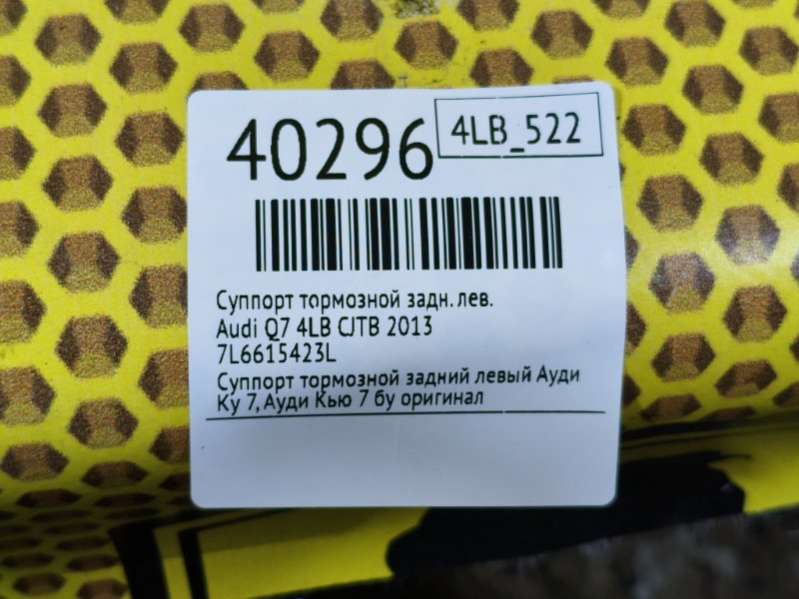 40296
4LB_522
Суппорт тормозной задн. лев.
Audi Q7 4LB CJTB 2013
7L6615423L
Суппорт тормозной задний левый Ауди
Ку 7, Ауди Кью 7 бу оригинал